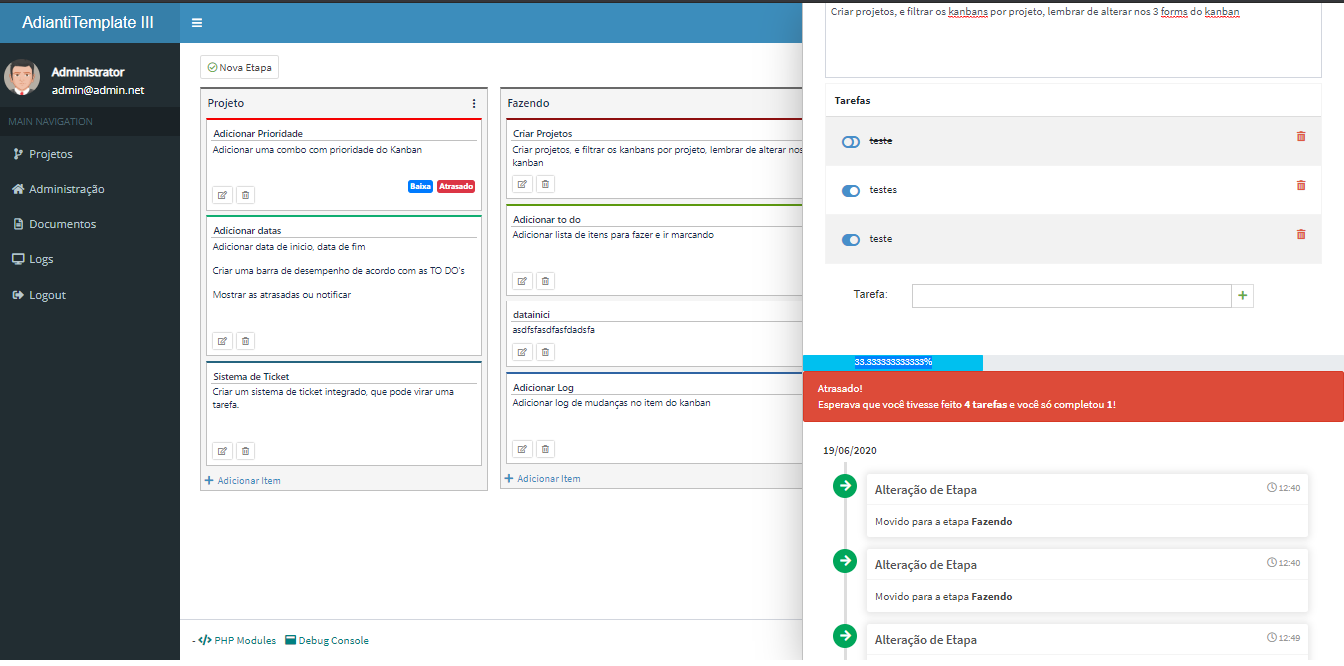 AdiantiTemplate III
Administrator
admin@admin.net
MAIN NAVIGATION
Projetos
Administração
Documentos
Logs
Logout
Nova Etapa
Projeto
Adicionar Prioridade
Adicionar uma combo com prioridade do Kanban
Baixa Atrasado
Adicionar datas
Adicionar data de inicio, data de fim
Criar uma barra de desempenho de acordo com as TO DO's
Mostrar as atrasadas ou notificar
Sistema de Ticket
Criar um sistema de ticket integrado, que pode virar uma
tarefa.
Adicionar Item
Fazendo
Criar Projetos
Criar projetos, e filtrar os kanbans por projeto, lembrar de alterar nos
kanban
Adicionar to do
Adicionar lista de itens para fazer e ir marcando
datainici
asdfsfasdfasfdadsfa
Adicionar Log
Adicionar log de mudanças no item do kanban
Adicionar Item
- PHP Modules Debug Console
Criar projetos, e filtrar os kanbans por projeto, lembrar de alterar nos 3 forms do kanban
Tarefas
teste
testes
teste
Tarefa:
33.333333333333%
Atrasado!
Esperava que você tivesse feito 4 tarefas e você só completou 1!
19/06/2020
Alteração de Etapa 12:40
Movido para a etapa Fazendo
Alteração de Etapa 12:40
Movido para a etapa Fazendo
Alteração de Etapa 12:49